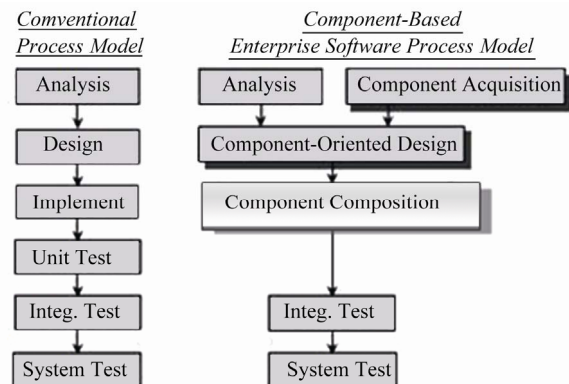 Comventional
Process Model
Analysis
Design
Implement
Unit Test
Integ. Test
System Test
Component-Based
Enterprise Software Process Model
Analysis
Component Acquisition
Component-Oriented Design
Component Composition
Integ. Test
System Test